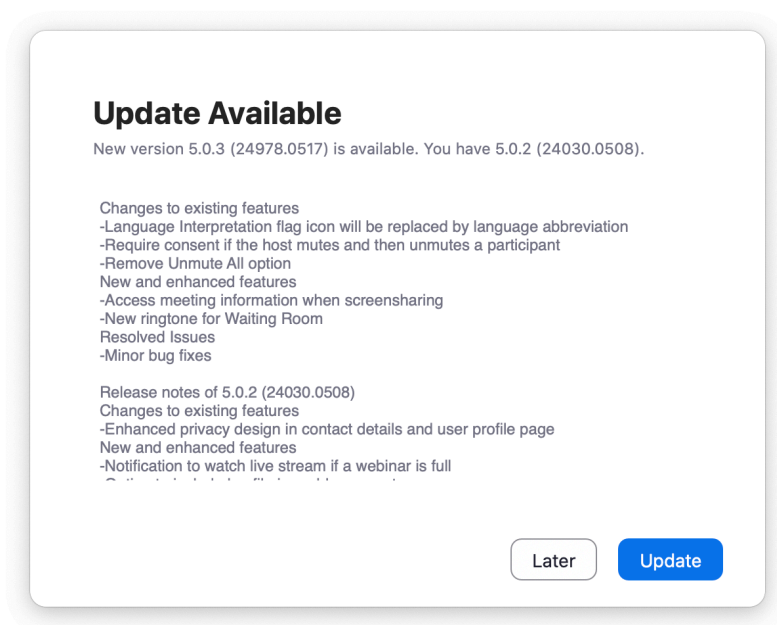 Update Available
New version 5.0.3 (24978.0517) is available. You have 5.0.2 (24030.0508).
Changes to existing features
-Language Interpretation flag icon will be replaced by language abbreviation
-Require consent if the host mutes and then unmutes a participant
-Remove Unmute All option
New and enhanced features
-Access meeting information when screensharing
-New ringtone for Waiting Room
Resolved Issues
-Minor bug fixes
Release notes of 5.0.2 (24030.0508)
Changes to existing features
-Enhanced privacy design in contact details and user profile page
New and enhanced features
-Notification to watch live stream if a webinar is full
Later
Update